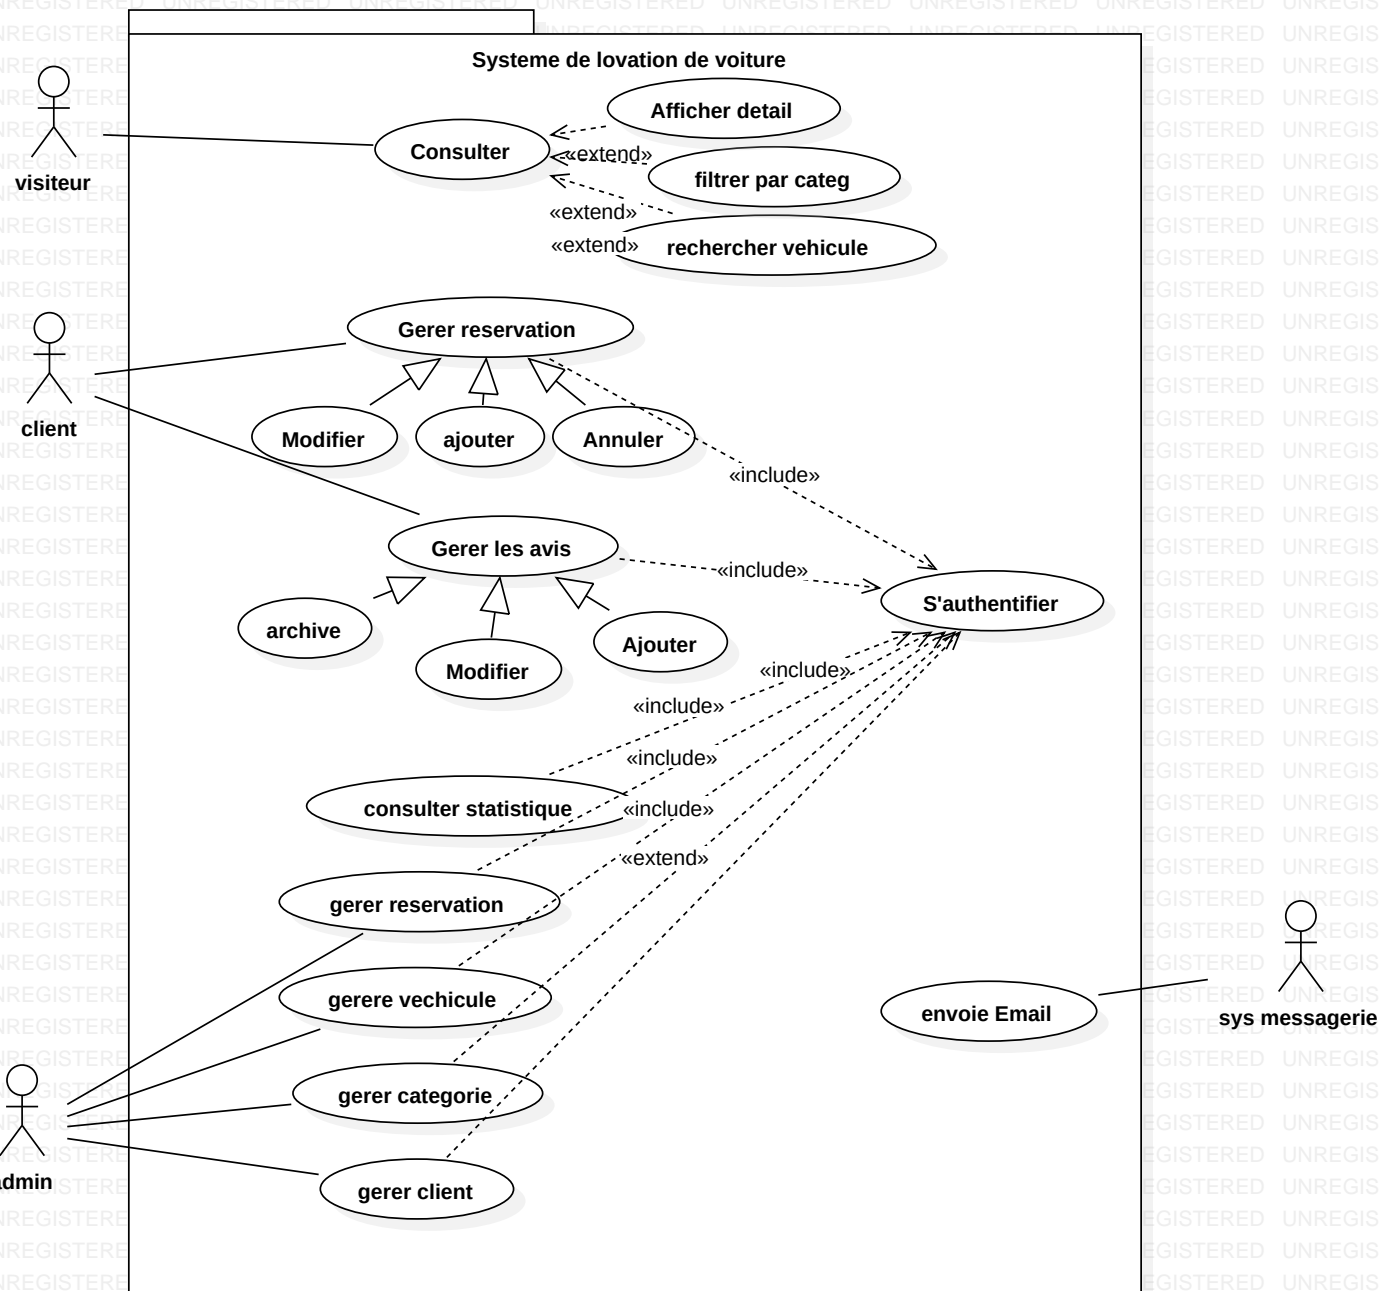 Systeme de lovation de voiture
Afficher detail
Consulter
«extend»
filtrer par categ
visiteur
«extend»
«extend»
rechercher vehicule
Gerer reservation
client
Modifier
ajouter
Annuler
«include»
Gerer les avis
«include»
S'authentifier
archive
Ajouter
Modifier
«include»
«include»
«include»
consulter statistique
«include»
«extend»
gerer reservation
gerere vechicule
envoie Email
sys messagerie
gerer categorie
dmin
gerer client
UNREGISTERED